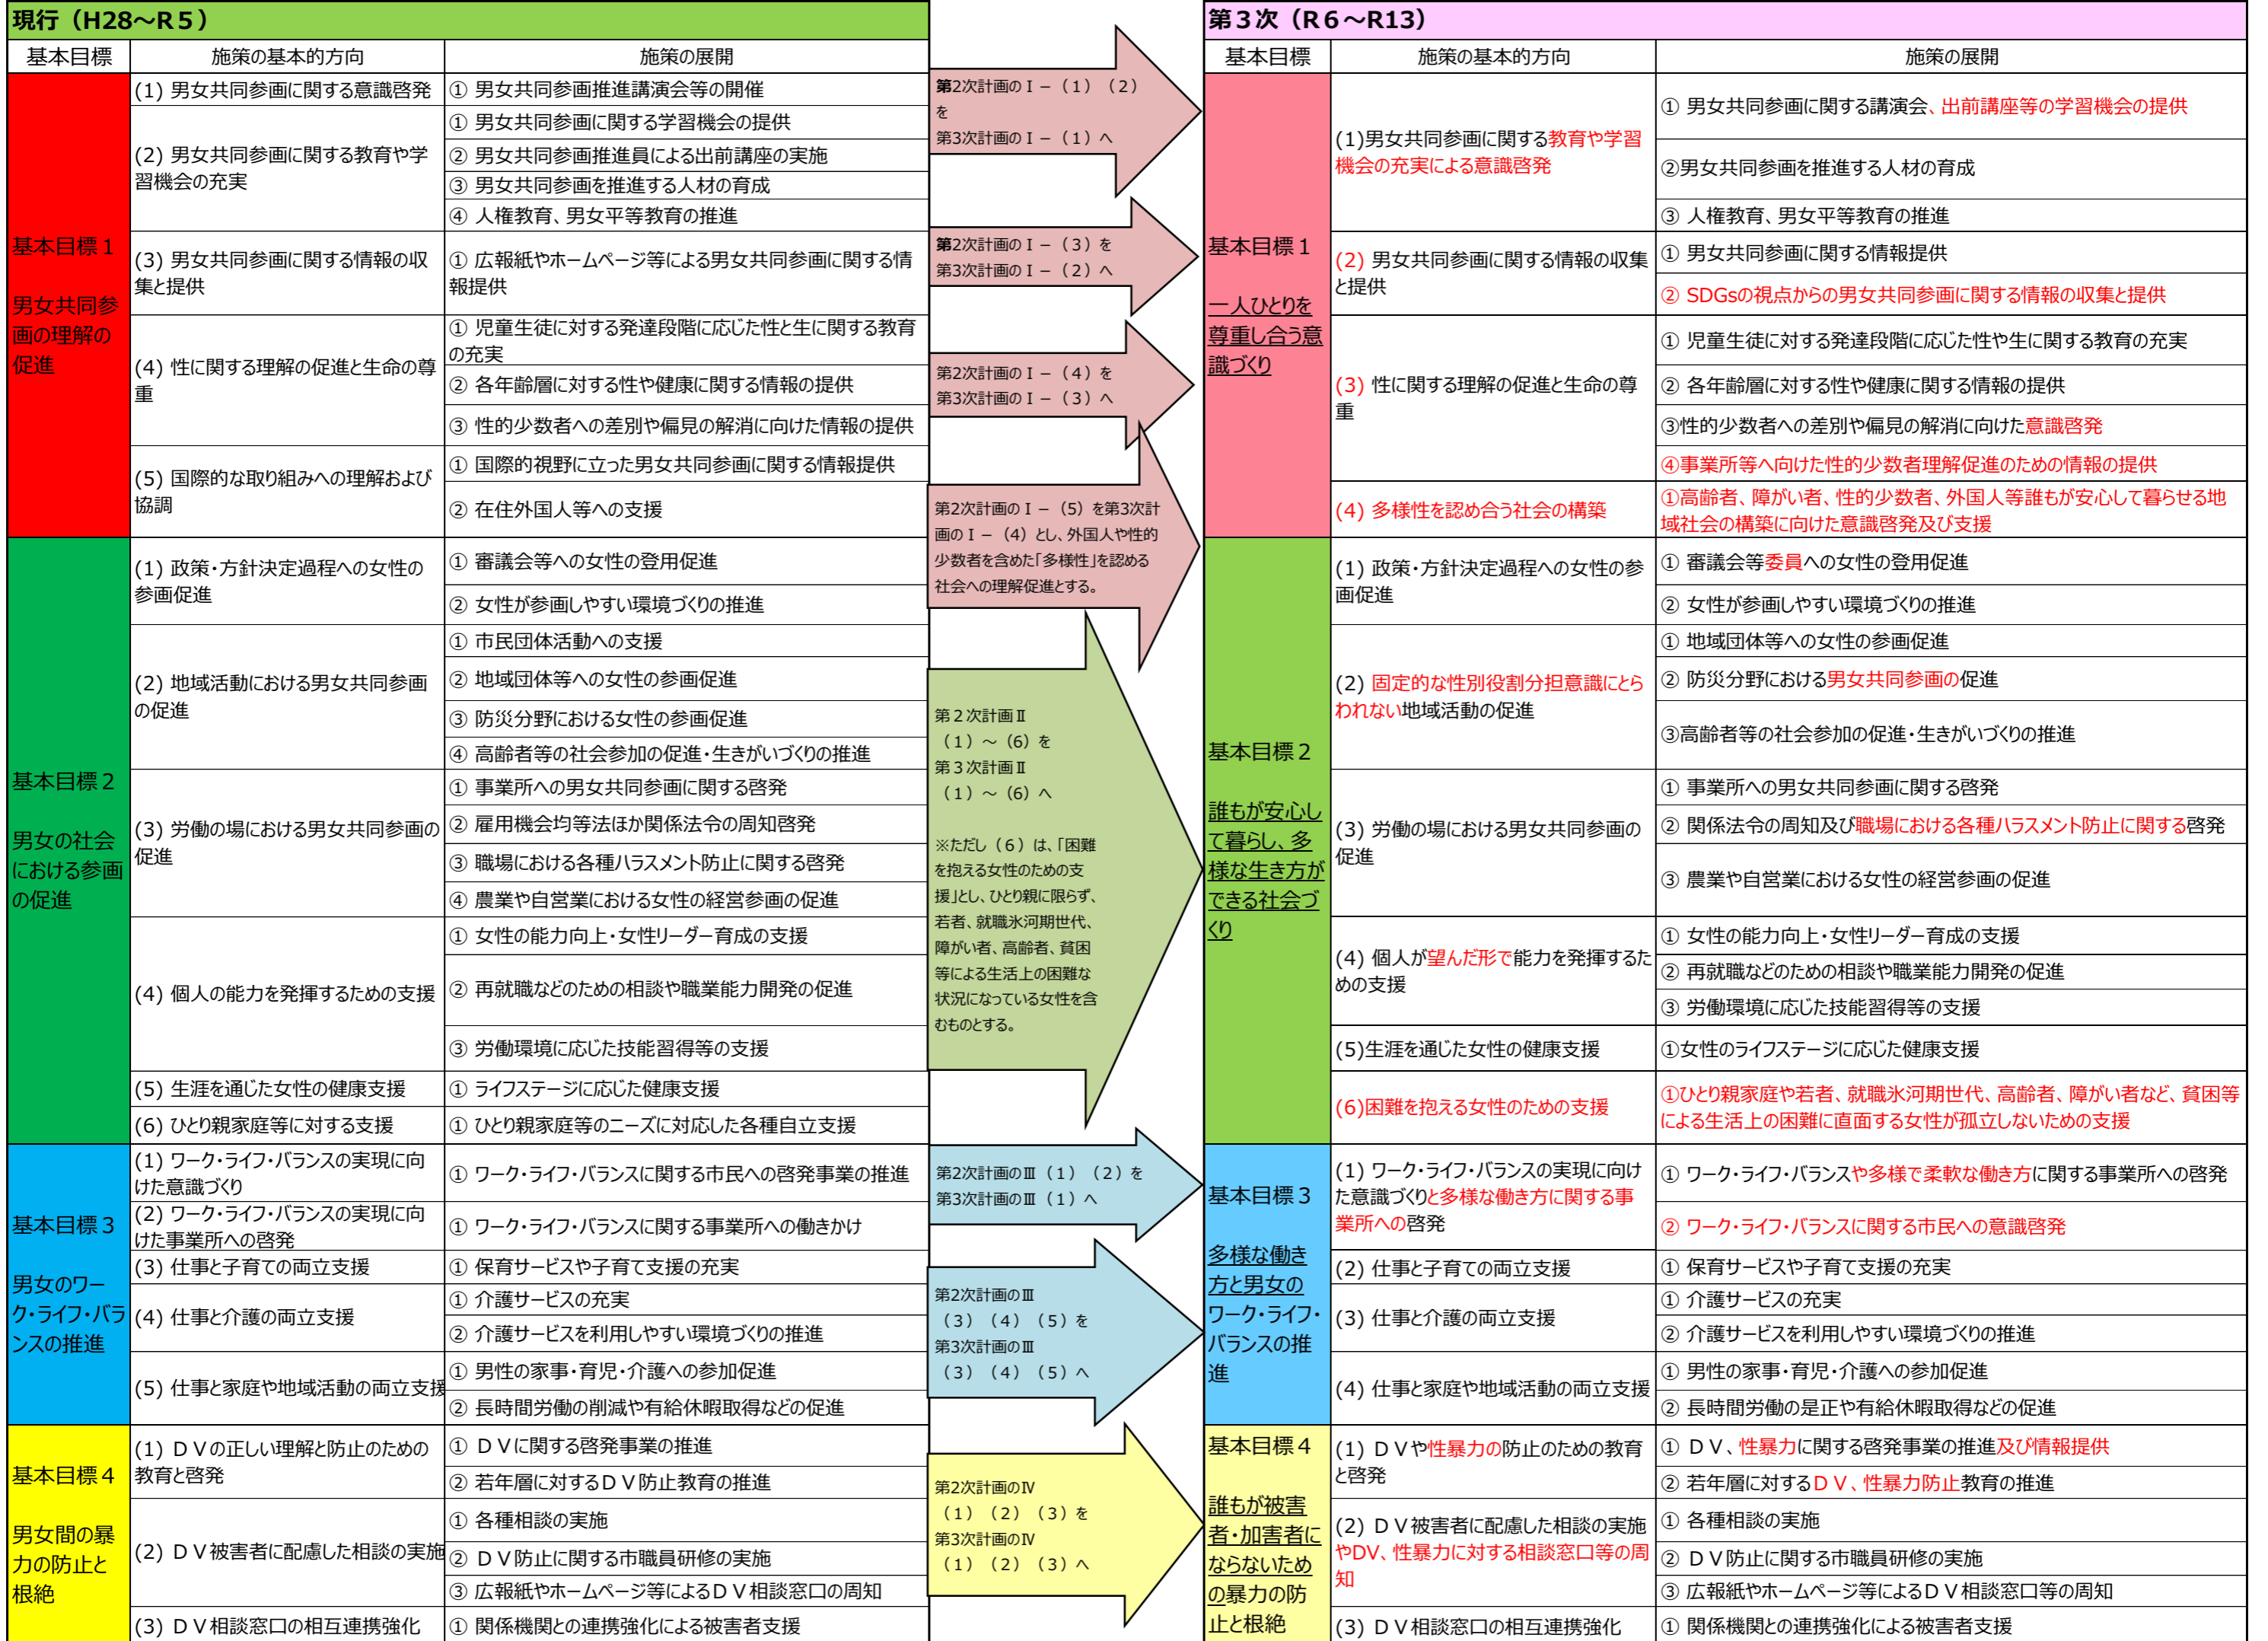 現行（H28～R５）
基本目標
施策の基本的方向
施策の展開
基本目標１
男女共同参
画の理解の
促進
(1) 男女共同参画に関する意識啓発
① 男女共同参画推進講演会等の開催
(2) 男女共同参画に関する教育や学
習機会の充実
① 男女共同参画に関する学習機会の提供
② 男女共同参画推進員による出前講座の実施
③ 男女共同参画を推進する人材の育成
④ 人権教育、男女平等教育の推進
(3) 男女共同参画に関する情報の収
集と提供
① 広報紙やホームページ等による男女共同参画に関する情
報提供
(4) 性に関する理解の促進と生命の尊
重
① 児童生徒に対する発達段階に応じた性と生に関する教育
の充実
② 各年齢層に対する性や健康に関する情報の提供
③ 性的少数者への差別や偏見の解消に向けた情報の提供
(5) 国際的な取り組みへの理解および
協調
① 国際的視野に立った男女共同参画に関する情報提供
② 在住外国人等への支援
基本目標２
男女の社会
における参画
の促進
(1) 政策・方針決定過程への女性の
参画促進
① 審議会等への女性の登用促進
② 女性が参画しやすい環境づくりの推進
(2) 地域活動における男女共同参画
の促進
① 市民団体活動への支援
② 地域団体等への女性の参画促進
③ 防災分野における女性の参画促進
④ 高齢者等の社会参加の促進・生きがいづくりの推進
(3) 労働の場における男女共同参画の
促進
① 事業所への男女共同参画に関する啓発
② 雇用機会均等法ほか関係法令の周知啓発
③ 職場における各種ハラスメント防止に関する啓発
④ 農業や自営業における女性の経営参画の促進
(4) 個人の能力を発揮するための支援
① 女性の能力向上・女性リーダー育成の支援
② 再就職などのための相談や職業能力開発の促進
③ 労働環境に応じた技能習得等の支援
(5) 生涯を通じた女性の健康支援
① ライフステージに応じた健康支援
(6) ひとり親家庭等に対する支援
① ひとり親家庭等のニーズに対応した各種自立支援
基本目標３
男女のワー
ク・ライフ・バラ
ンスの推進
(1) ワーク・ライフ・バランスの実現に向
けた意識づくり
① ワーク・ライフ・バランスに関する市民への啓発事業の推進
(2) ワーク・ライフ・バランスの実現に向
けた事業所への啓発
① ワーク・ライフ・バランスに関する事業所への働きかけ
(3) 仕事と子育ての両立支援
① 保育サービスや子育て支援の充実
(4) 仕事と介護の両立支援
① 介護サービスの充実
② 介護サービスを利用しやすい環境づくりの推進
(5) 仕事と家庭や地域活動の両立支援
① 男性の家事・育児・介護への参加促進
② 長時間労働の削減や有給休暇取得などの促進
基本目標４
男女間の暴
力の防止と
根絶
(1) ＤＶの正しい理解と防止のための
教育と啓発
① ＤＶに関する啓発事業の推進
② 若年層に対するＤＶ防止教育の推進
(2) ＤＶ被害者に配慮した相談の実施
① 各種相談の実施
② ＤＶ防止に関する市職員研修の実施
③ 広報紙やホームページ等によるＤＶ相談窓口の周知
(3) ＤＶ相談窓口の相互連携強化
① 関係機関との連携強化による被害者支援
第2次計画のⅠ－（１）（２）
を
第3次計画のⅠ－（１）へ
第2次計画のⅠ－（３）を
第3次計画のⅠ－（２）へ
第2次計画のⅠ－（４）を
第3次計画のⅠ－（３）へ
第2次計画のⅠ－（5）を第3次計
画のⅠ－（4）とし、外国人や性的
少数者を含めた「多様性」を認める
社会への理解促進とする。
第２次計画Ⅱ
（１）～（6）を
第３次計画Ⅱ
（１）～（6）へ
※ただし（６）は、「困難
を抱える女性のための支
援」とし、ひとり親に限らず、
若者、就職氷河期世代、
障がい者、高齢者、貧困
等による生活上の困難な
状況になっている女性を含
むものとする。
第2次計画のⅢ（１）（２）を
第3次計画のⅢ（１）へ
第2次計画のⅢ
（３）（４）（５）を
第3次計画のⅢ
（３）（４）（５）へ
第2次計画のⅣ
（１）（２）（３）を
第3次計画のⅣ
（１）（２）（３）へ
第３次（R６～R13）
基本目標
施策の基本的方向
施策の展開
基本目標１
一人ひとりを
尊重し合う意
識づくり
(1)男女共同参画に関する教育や学習
機会の充実による意識啓発
① 男女共同参画に関する講演会、出前講座等の学習機会の提供
②男女共同参画を推進する人材の育成
③ 人権教育、男女平等教育の推進
(2) 男女共同参画に関する情報の収集
と提供
① 男女共同参画に関する情報提供
② SDGsの視点からの男女共同参画に関する情報の収集と提供
(3) 性に関する理解の促進と生命の尊
重
① 児童生徒に対する発達段階に応じた性や生に関する教育の充実
② 各年齢層に対する性や健康に関する情報の提供
③性的少数者への差別や偏見の解消に向けた意識啓発
④事業所等へ向けた性的少数者理解促進のための情報の提供
(4) 多様性を認め合う社会の構築
①高齢者、障がい者、性的少数者、外国人等誰もが安心して暮らせる地
域社会の構築に向けた意識啓発及び支援
基本目標２
誰もが安心し
て暮らし、多
様な生き方が
できる社会づ
くり
(1) 政策・方針決定過程への女性の参
画促進
① 審議会等委員への女性の登用促進
② 女性が参画しやすい環境づくりの推進
(2) 固定的な性別役割分担意識にとら
われない地域活動の促進
① 地域団体等への女性の参画促進
② 防災分野における男女共同参画の促進
③高齢者等の社会参加の促進・生きがいづくりの推進
(3) 労働の場における男女共同参画の
促進
① 事業所への男女共同参画に関する啓発
② 関係法令の周知及び職場における各種ハラスメント防止に関する啓発
③ 農業や自営業における女性の経営参画の促進
(4) 個人が望んだ形で能力を発揮するた
めの支援
① 女性の能力向上・女性リーダー育成の支援
② 再就職などのための相談や職業能力開発の促進
③ 労働環境に応じた技能習得等の支援
(5)生涯を通じた女性の健康支援
①女性のライフステージに応じた健康支援
(6)困難を抱える女性のための支援
①ひとり親家庭や若者、就職氷河期世代、高齢者、障がい者など、貧困等
による生活上の困難に直面する女性が孤立しないための支援
基本目標３
多様な働き
方と男女の
ワーク・ライフ・
バランスの推
進
(1) ワーク・ライフ・バランスの実現に向け
た意識づくりと多様な働き方に関する事
業所への啓発
① ワーク・ライフ・バランスや多様で柔軟な働き方に関する事業所への啓発
② ワーク・ライフ・バランスに関する市民への意識啓発
(2) 仕事と子育ての両立支援
① 保育サービスや子育て支援の充実
(3) 仕事と介護の両立支援
① 介護サービスの充実
② 介護サービスを利用しやすい環境づくりの推進
(4) 仕事と家庭や地域活動の両立支援
① 男性の家事・育児・介護への参加促進
② 長時間労働の是正や有給休暇取得などの促進
基本目標４
誰もが被害
者・加害者に
ならないため
の暴力の防
止と根絶
(1) ＤＶや性暴力の防止のための教育
と啓発
① ＤＶ、性暴力に関する啓発事業の推進及び情報提供
② 若年層に対するＤＶ、性暴力防止教育の推進
(2) ＤＶ被害者に配慮した相談の実施
やDV、性暴力に対する相談窓口等の周
知
① 各種相談の実施
② ＤＶ防止に関する市職員研修の実施
③ 広報紙やホームページ等によるＤＶ相談窓口等の周知
(3) ＤＶ相談窓口の相互連携強化
① 関係機関との連携強化による被害者支援